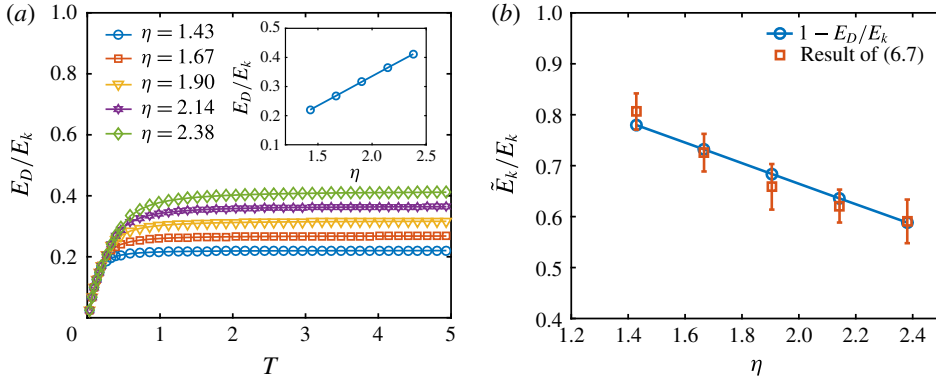 (a)
1.0
0.8
0.6
0.4
0.2
0
1
2
3
4
5
E_D/E_k
T
η = 1.43
η = 1.67
η = 1.90
η = 2.14
η = 2.38
0.5
0.4
0.3
0.2
0.1
1.5
2.0
2.5
E_D/E_k
η
(b)
1.0
0.9
0.8
0.7
0.6
0.5
0.4
1.2
1.4
1.6
1.8
2.0
2.2
2.4
Ẽ_k/E_k
η
1 − E_D/E_k
Result of (6.7)